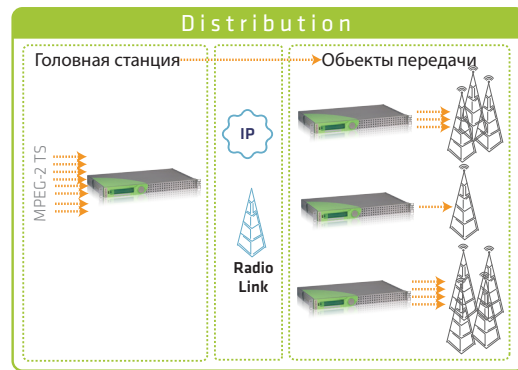 Distribution
Головная станция
Обьекты передачи
MPEG-2 TS
IP
Radio
Link